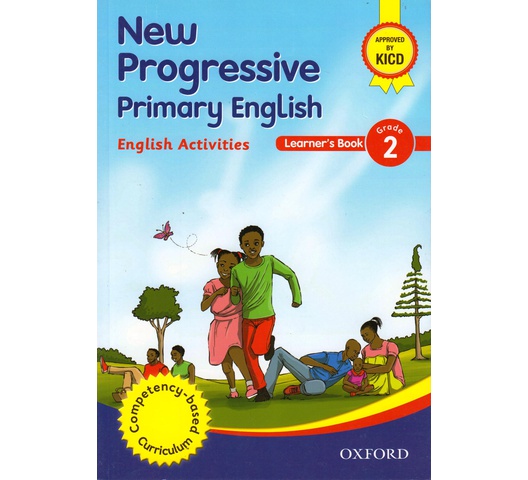 New
Progressive
Primary English
English Activities
APPROVED
BY
KICD
Learner's Book
Grade
2
Competency-based
Curriculum
OXFORD